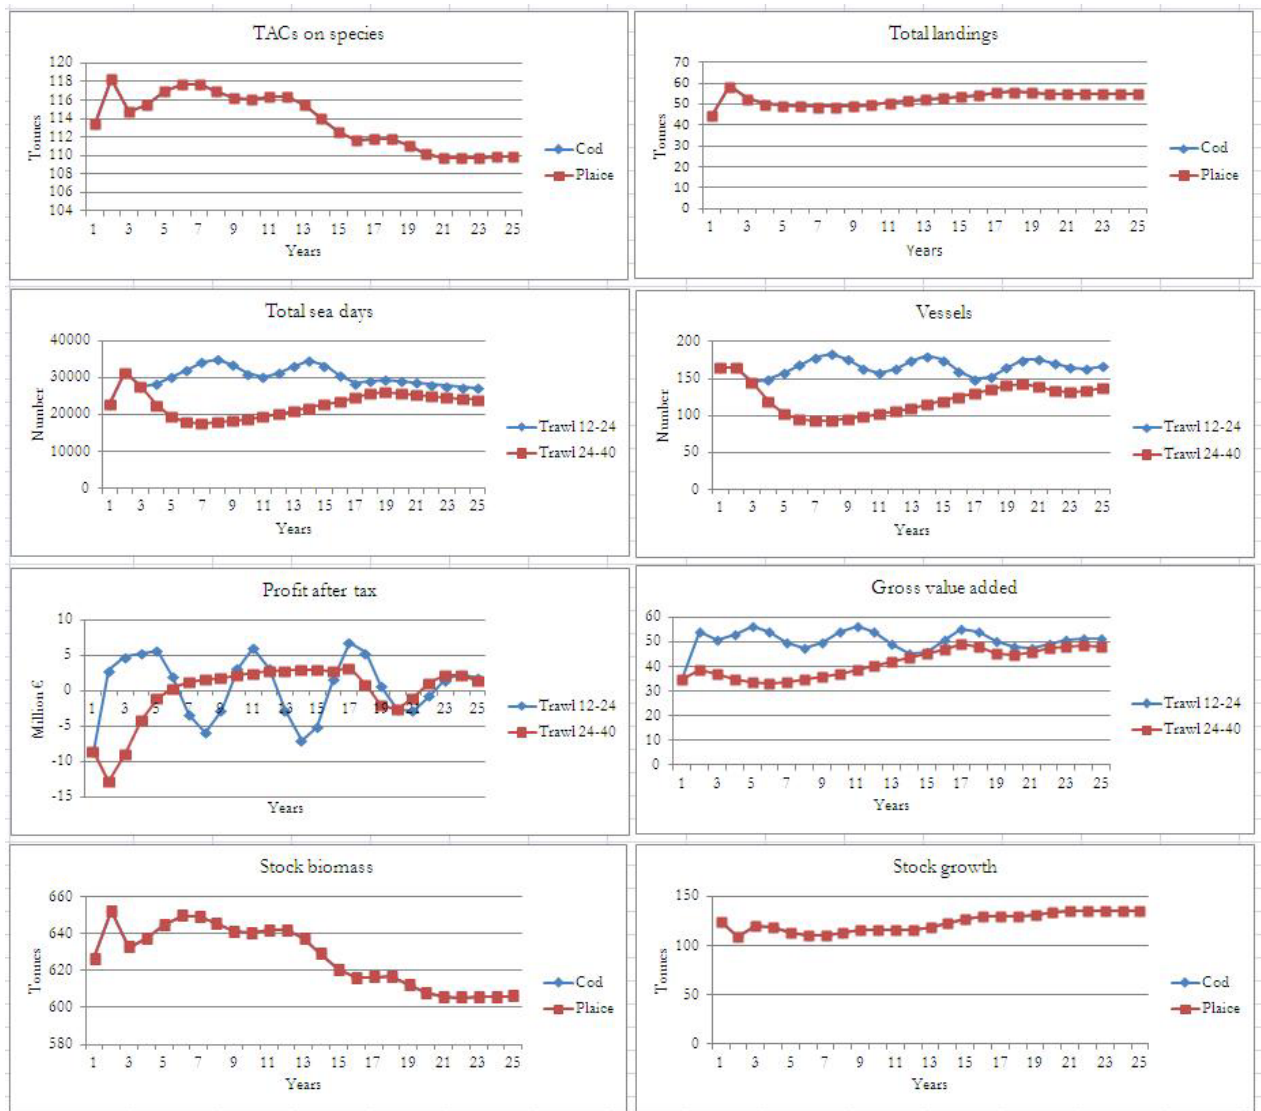 TACs on species
120
118
116
114
112
110
108
106
104
Tonnes
1 3 5 7 9 11 13 15 17 19 21 23 25
Years
Cod
Plaice
Total landings
70
60
50
40
30
20
10
0
Tonnes
1 3 5 7 9 11 13 15 17 19 21 23 25
Years
Cod
Plaice
Total sea days
40000
30000
20000
10000
0
Number
1 3 5 7 9 11 13 15 17 19 21 23 25
Years
Trawl 12-24
Trawl 24-40
Vessels
200
150
100
50
0
Number
1 3 5 7 9 11 13 15 17 19 21 23 25
Years
Trawl 12-24
Trawl 24-40
Profit after tax
10
5
0
-5
-10
-15
Million €
1 3 5 7 9 11 13 15 17 19 21 23 25
Years
Trawl 12-24
Trawl 24-40
Gross value added
60
50
40
30
20
10
0
1 3 5 7 9 11 13 15 17 19 21 23 25
Years
Trawl 12-24
Trawl 24-40
Stock biomass
660
640
620
600
580
Tonnes
1 3 5 7 9 11 13 15 17 19 21 23 25
Years
Cod
Plaice
Stock growth
150
100
50
0
Tonnes
1 3 5 7 9 11 13 15 17 19 21 23 25
Years
Cod
Plaice